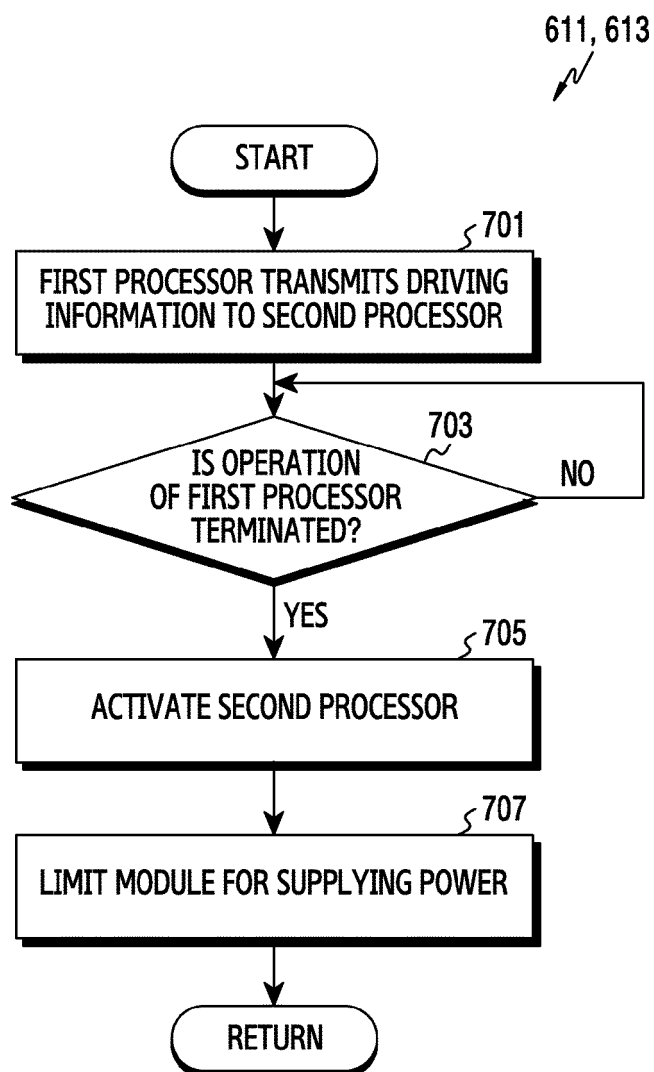 611, 613
START
701
FIRST PROCESSOR TRANSMITS DRIVING
INFORMATION TO SECOND PROCESSOR
703
IS OPERATION
OF FIRST PROCESSOR
TERMINATED?
NO
YES
705
ACTIVATE SECOND PROCESSOR
707
LIMIT MODULE FOR SUPPLYING POWER
RETURN